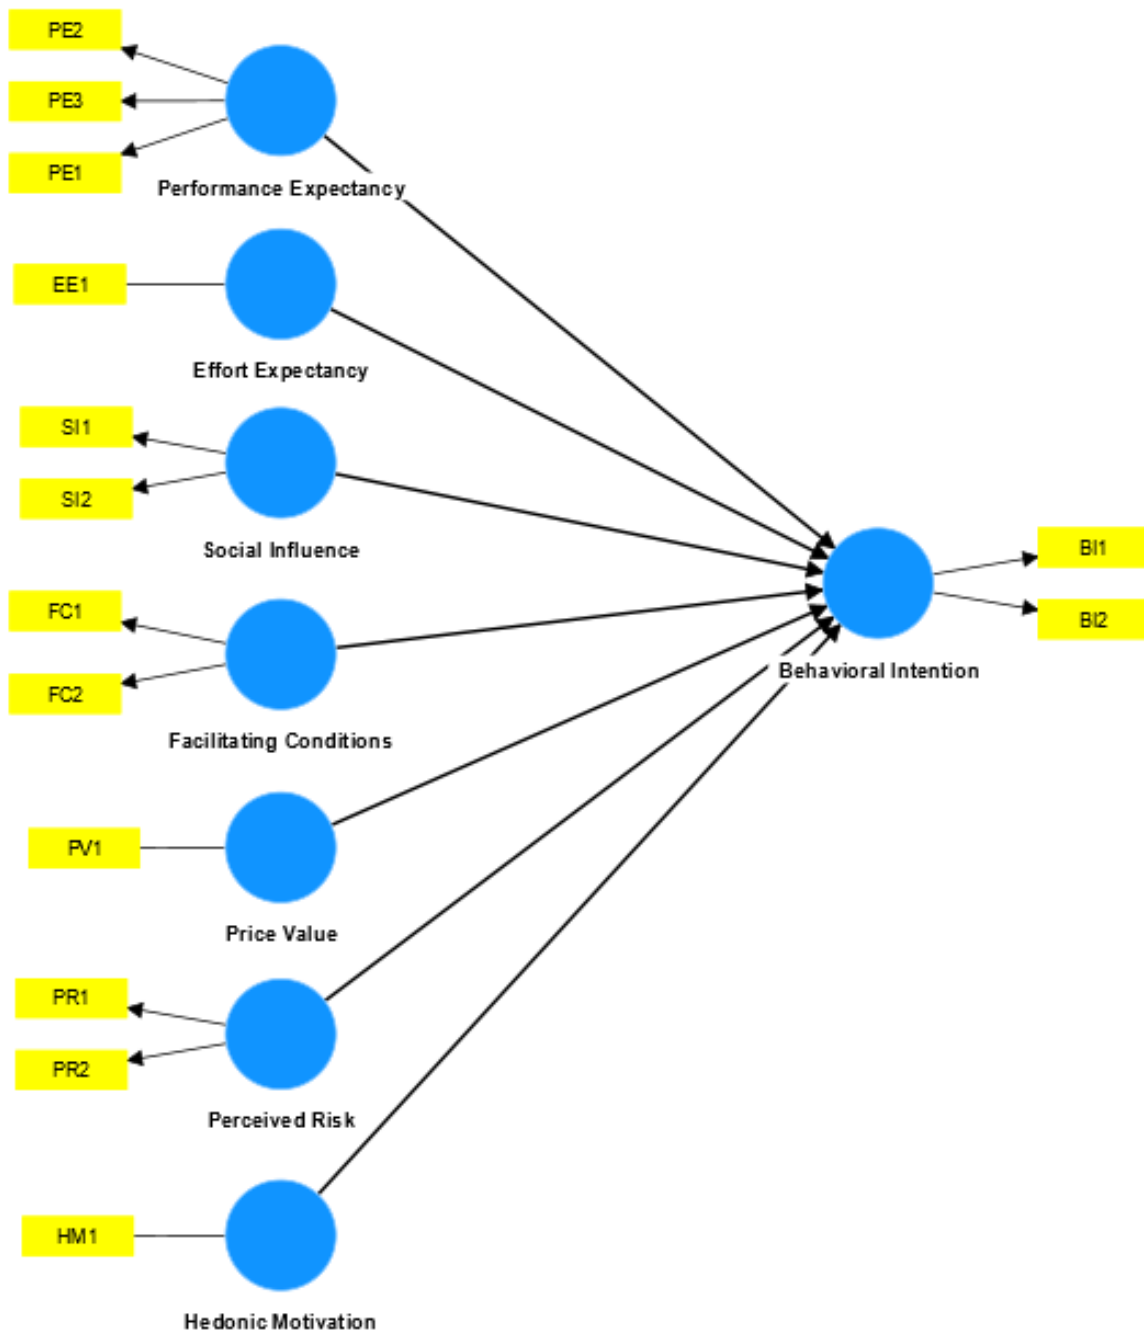 PE2
PE3
PE1
Performance Expectancy
EE1
Effort Expectancy
SI1
SI2
Social Influence
FC1
FC2
Facilitating Conditions
PV1
Price Value
PR1
PR2
Perceived Risk
HM1
Hedonic Motivation
BI1
BI2
Behavioral Intention